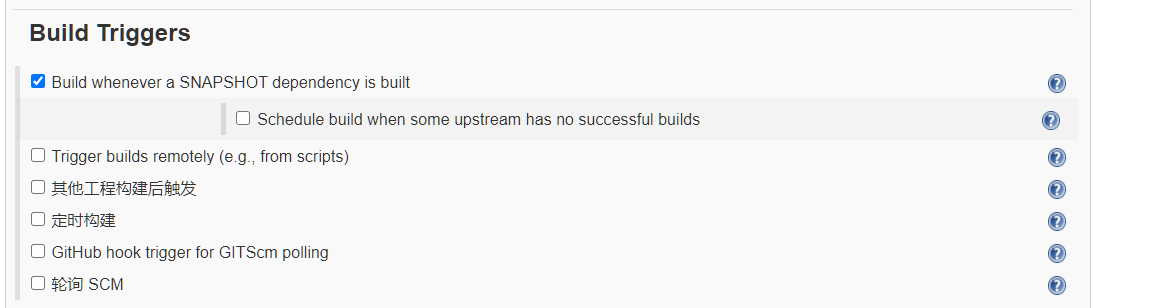 Build Triggers
Build whenever a SNAPSHOT dependency is built
Schedule build when some upstream has no successful builds
Trigger builds remotely (e.g., from scripts)
其他工程构建后触发
定时构建
GitHub hook trigger for GITScm polling
轮询 SCM